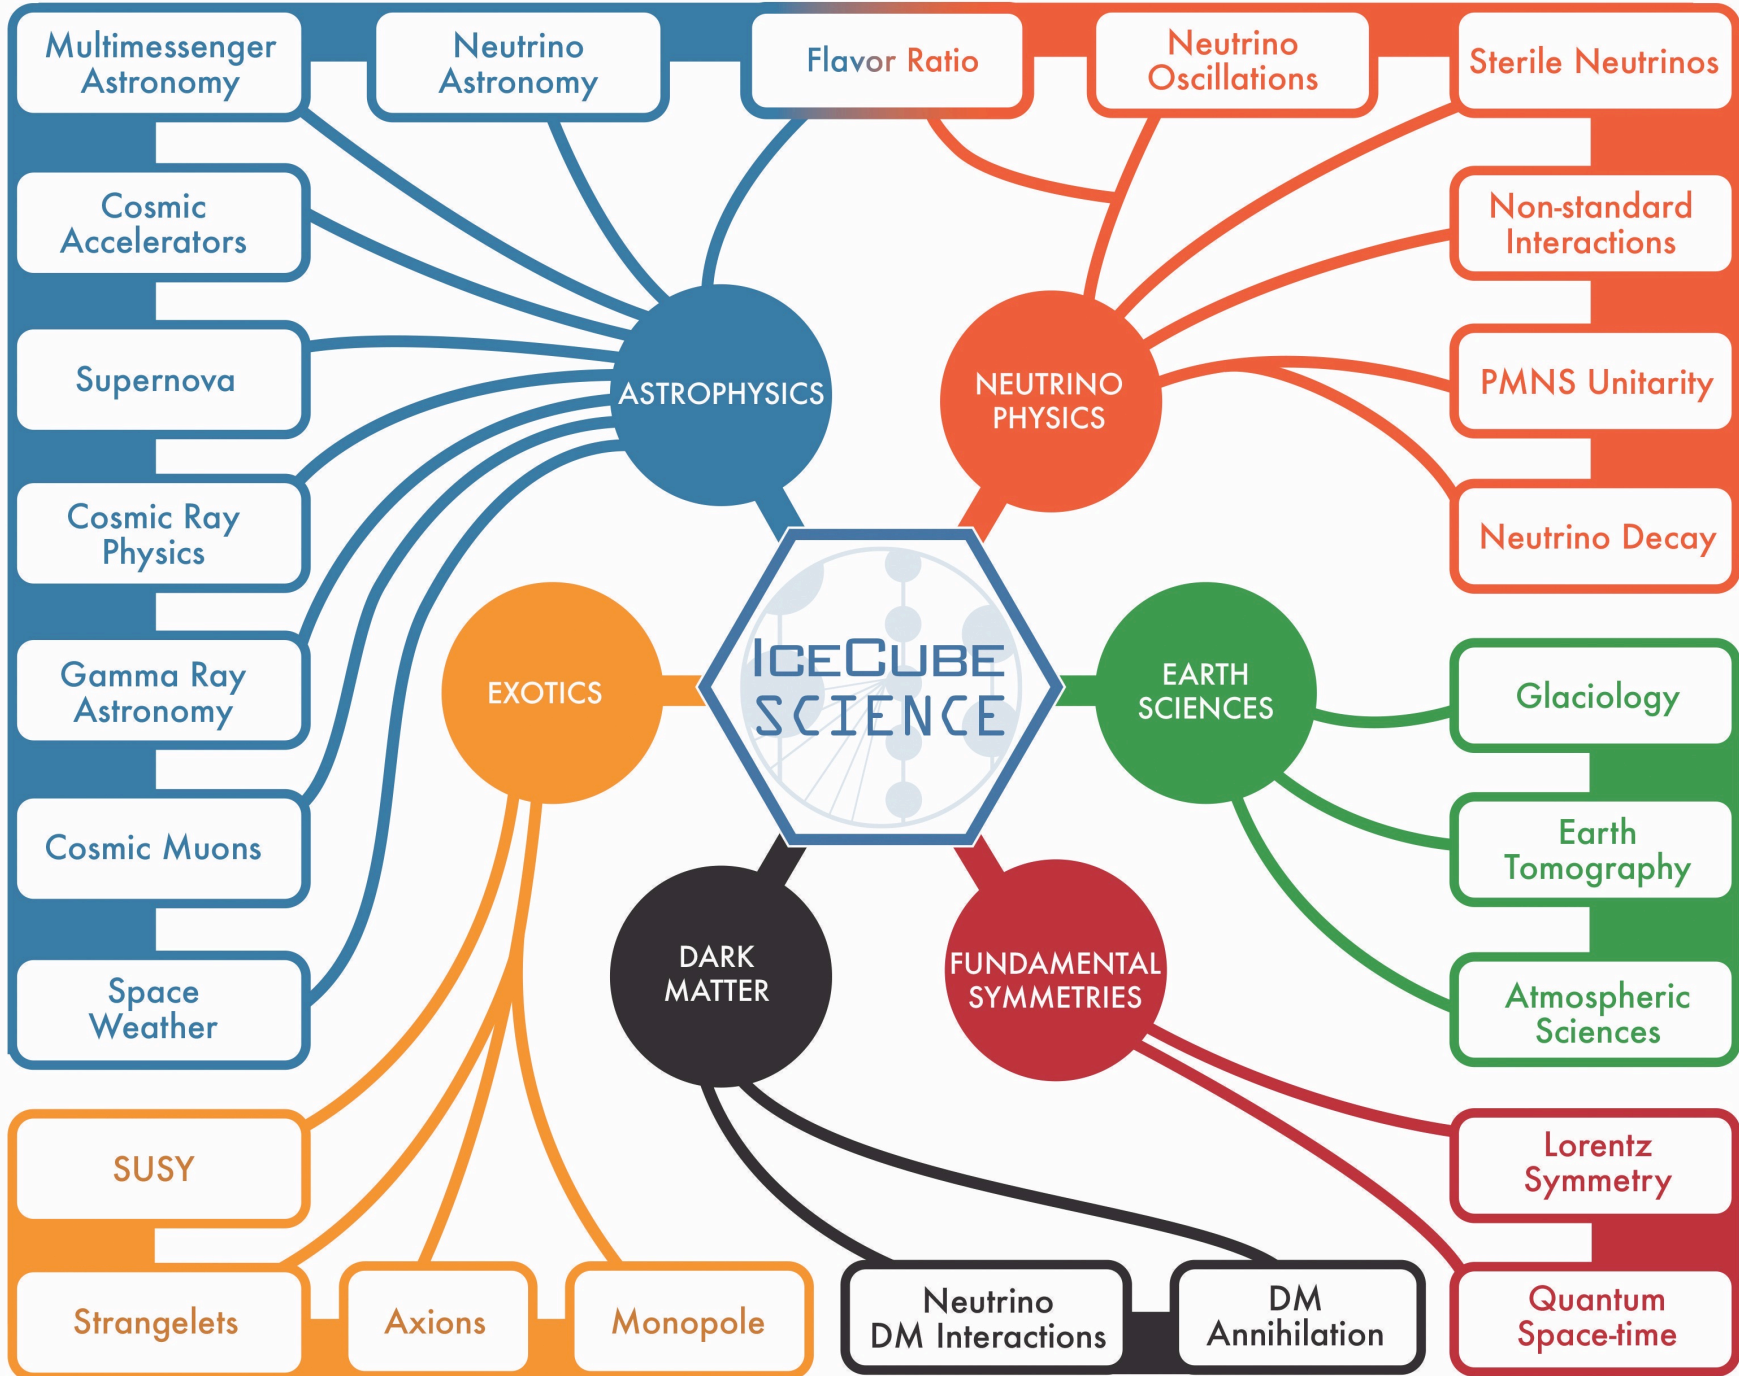 Multimessenger
Astronomy
Neutrino
Astronomy
Flavor Ratio
Neutrino
Oscillations
Sterile Neutrinos
Cosmic
Accelerators
Non-standard
Interactions
Supernova
ASTROPHYSICS
NEUTRINO
PHYSICS
PMNS Unitarity
Cosmic Ray
Physics
Neutrino Decay
Gamma Ray
Astronomy
EXOTICS
ICECUBE
SCIENCE
EARTH
SCIENCES
Glaciology
Cosmic Muons
Earth
Tomography
Space
Weather
DARK
MATTER
FUNDAMENTAL
SYMMETRIES
Atmospheric
Sciences
SUSY
Lorentz
Symmetry
Strangelets
Axions
Monopole
Neutrino
DM Interactions
DM
Annihilation
Quantum
Space-time